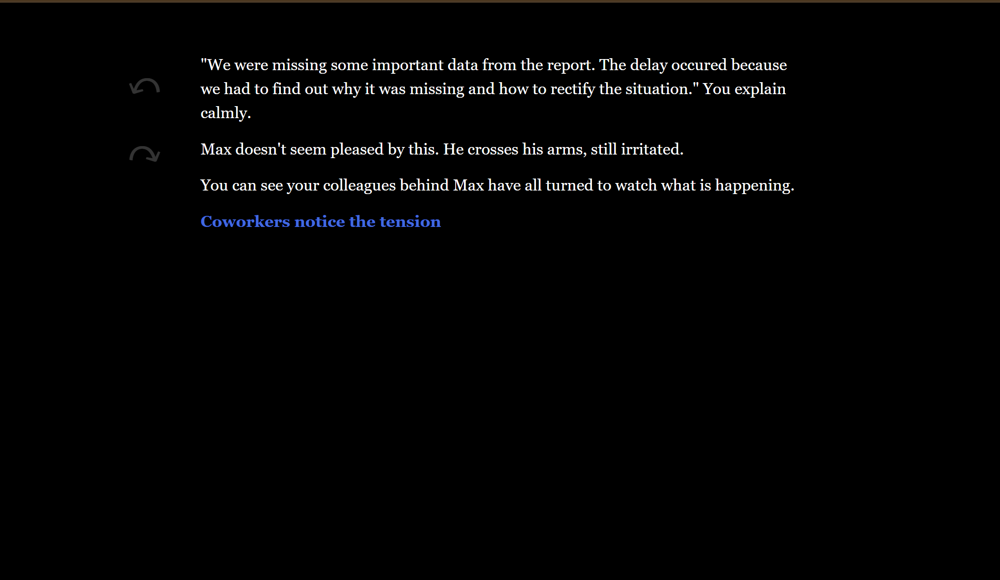 "We were missing some important data from the report. The delay occured because
we had to find out why it was missing and how to rectify the situation." You explain
calmly.
Max doesn't seem pleased by this. He crosses his arms, still irritated.
You can see your colleagues behind Max have all turned to watch what is happening.
Coworkers notice the tension